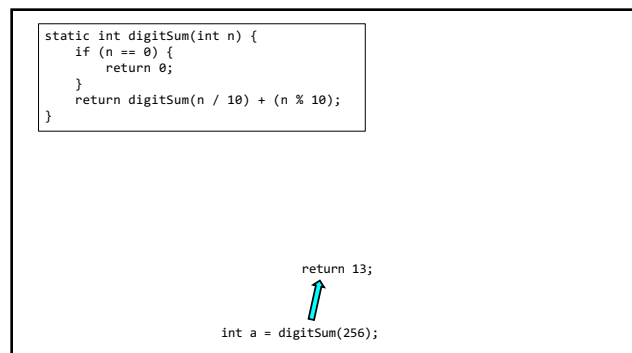 static int digitSum(int n) {
    if (n == 0) {
        return 0;
    }
    return digitSum(n / 10) + (n % 10);
}
return 13;
int a = digitSum(256);